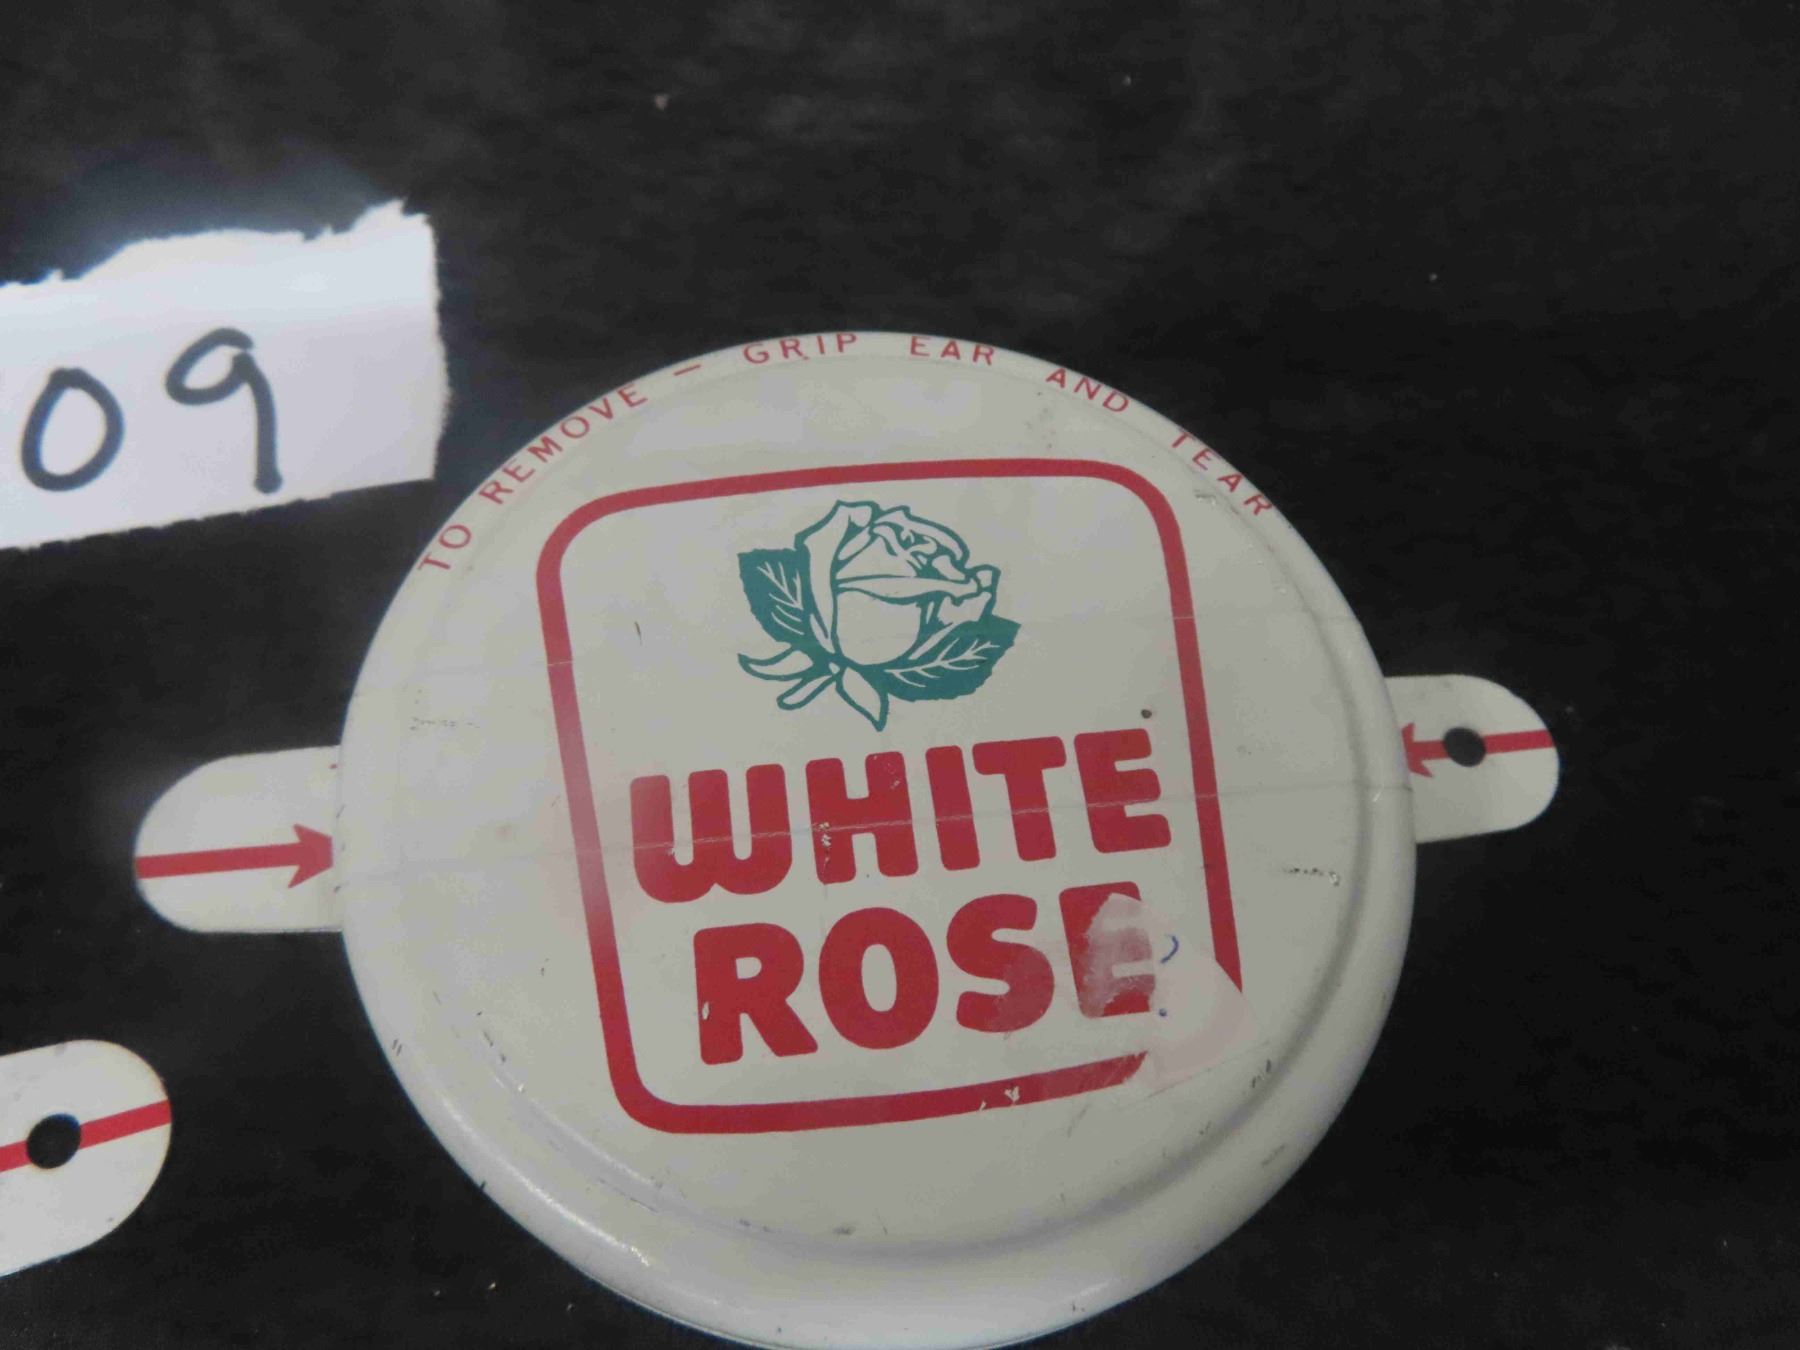 09
TO REMOVE — GRIP EAR AND TEAR
WHITE
ROSE